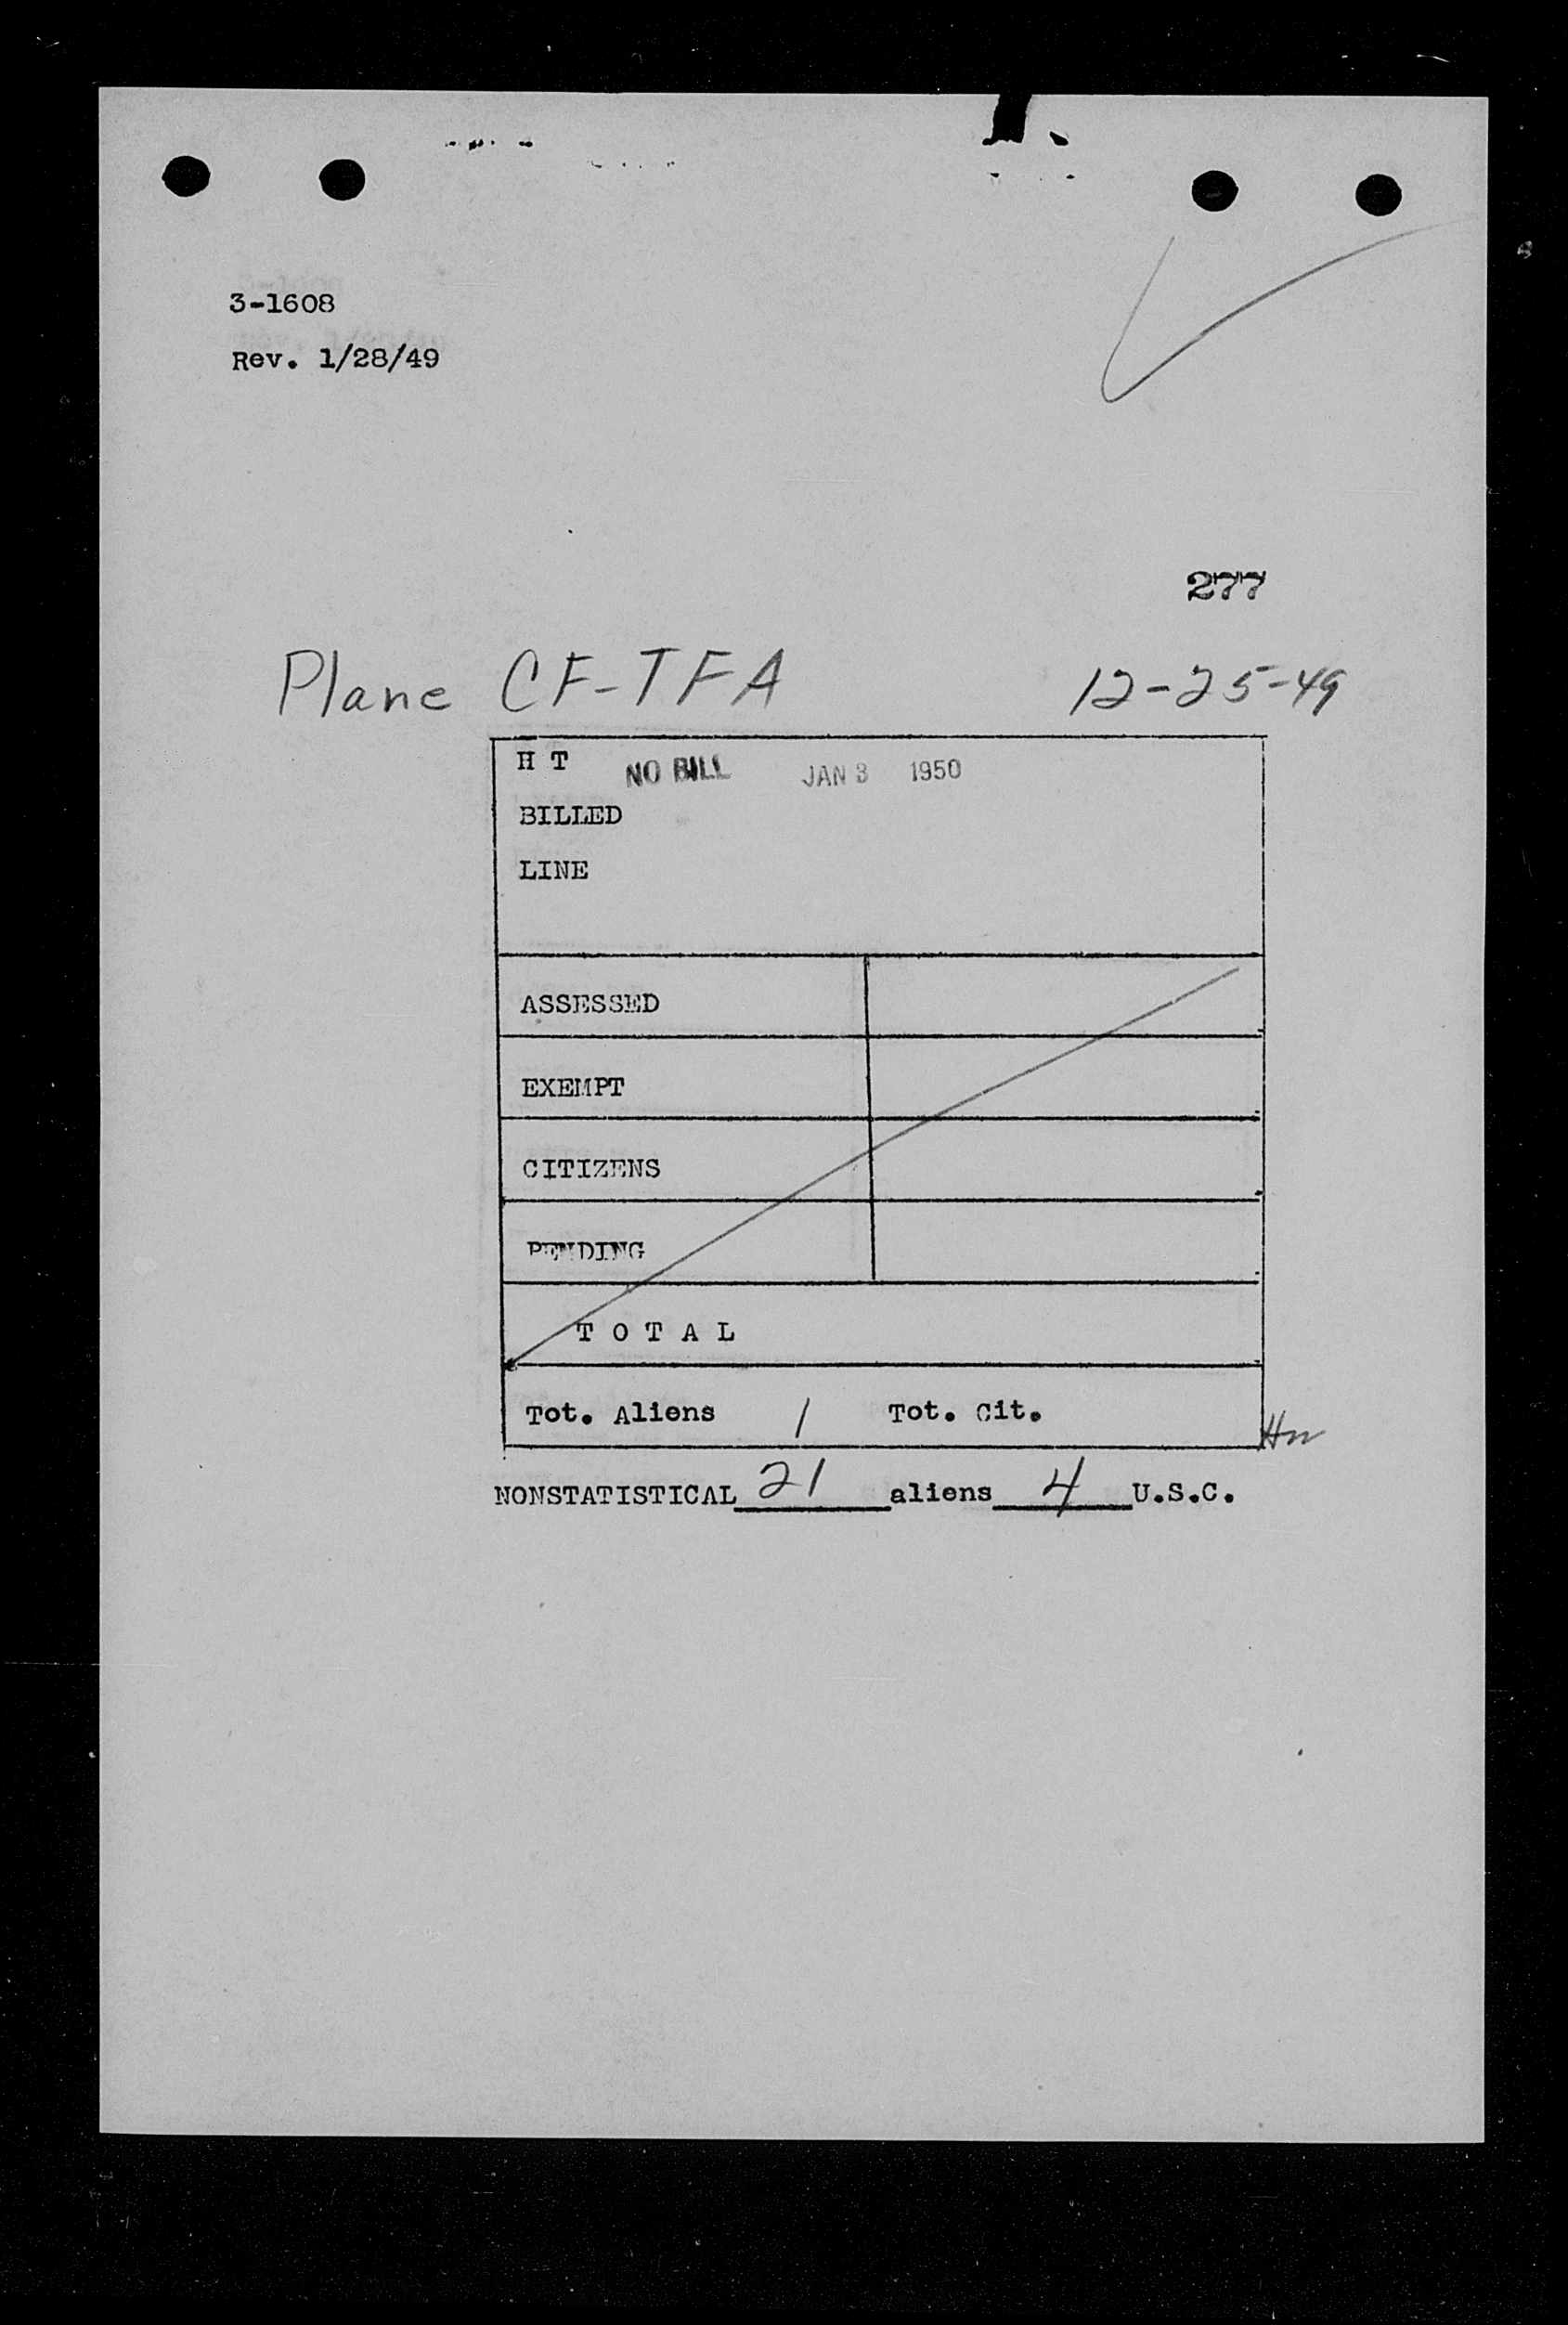 3-1608
Rev. 1/28/49
277
Plane CF-TFA 12-25-49
H T NO BILL JAN 3 1950
BILLED
LINE
ASSESSED
EXEMPT
CITIZENS
PENDING
T O T A L
Tot. Aliens 1 Tot. Cit.
NONSTATISTICAL 21 aliens 4 U.S.C.